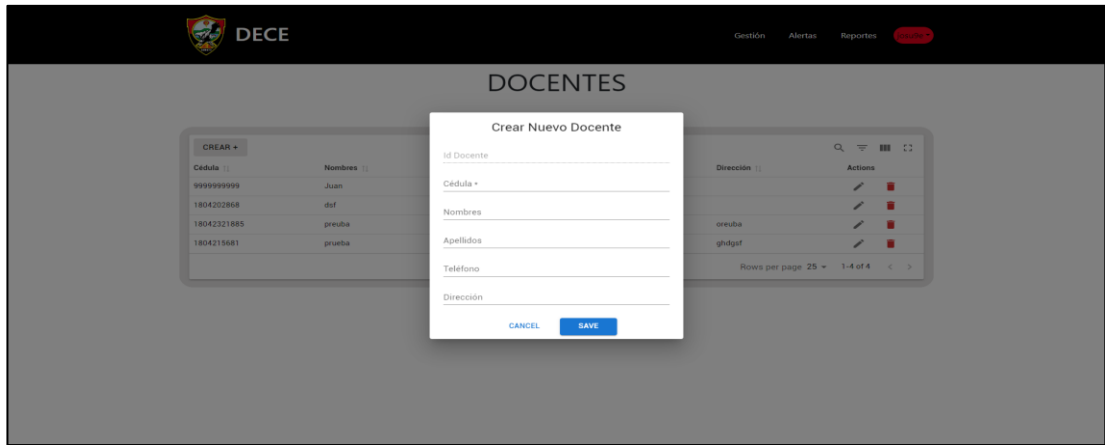 DECE
Gestión Alertas Reportes
DOCENTES
Crear Nuevo Docente
CREAR +
Id Docente
Cédula Nombres Dirección Actions
Cédula *
9999999999 Juan
1804202868 dsf
Nombres
18042321885 preuba oreuba
Apellidos
1804215681 prueba ghdgsf
Teléfono
Rows per page 25 1-4 of 4
Dirección
CANCEL SAVE